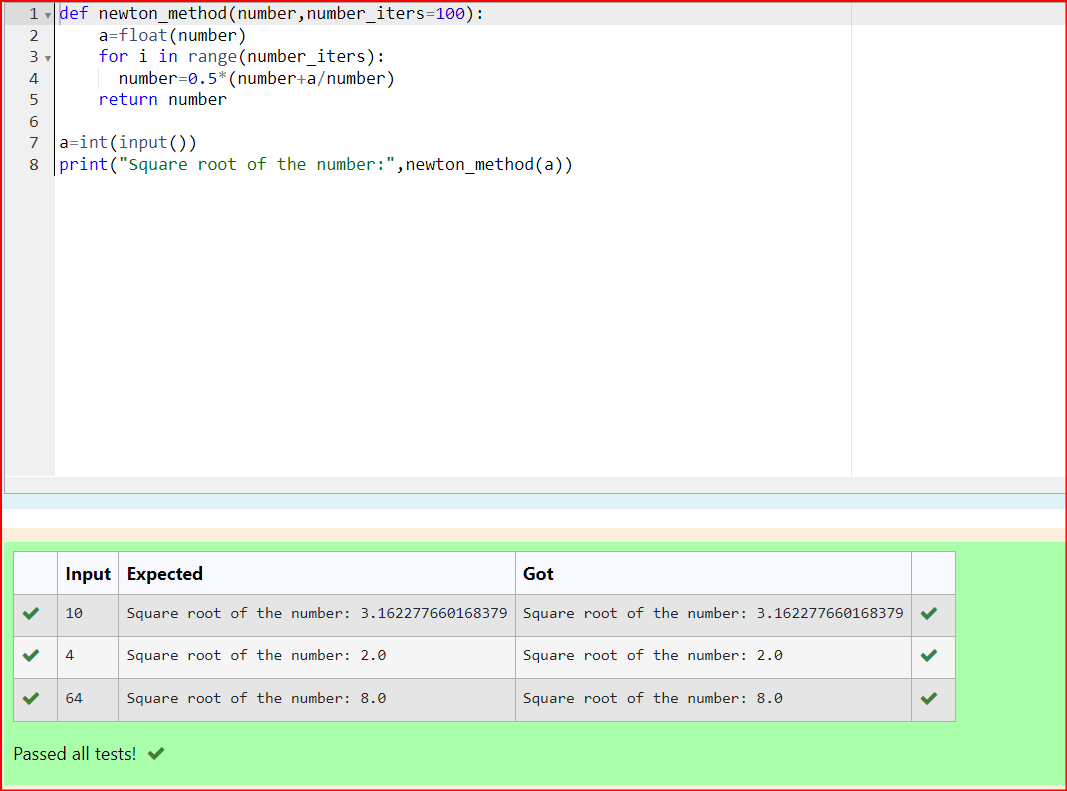 1 def newton_method(number,number_iters=100):
2     a=float(number)
3     for i in range(number_iters):
4       number=0.5*(number+a/number)
5     return number
6
7 a=int(input())
8 print("Square root of the number:",newton_method(a))
Input Expected Got
10 Square root of the number: 3.162277660168379 Square root of the number: 3.162277660168379
4 Square root of the number: 2.0 Square root of the number: 2.0
64 Square root of the number: 8.0 Square root of the number: 8.0
Passed all tests!